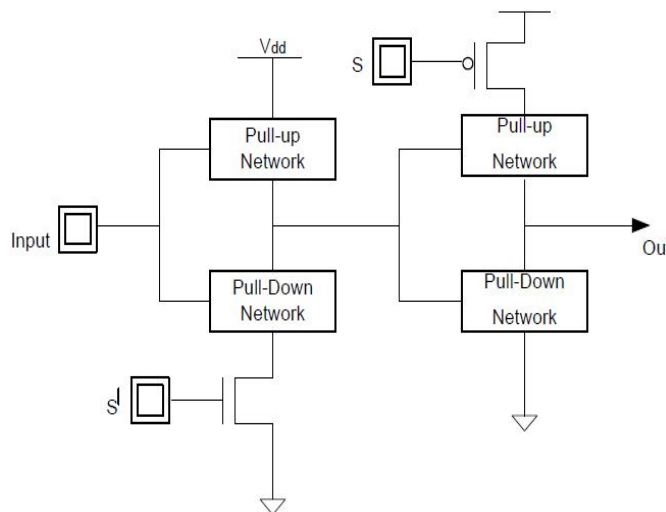 Vdd
S
Pull-up
Network
Pull-up
Network
Input
Ou
Pull-Down
Network
Pull-Down
Network
S'